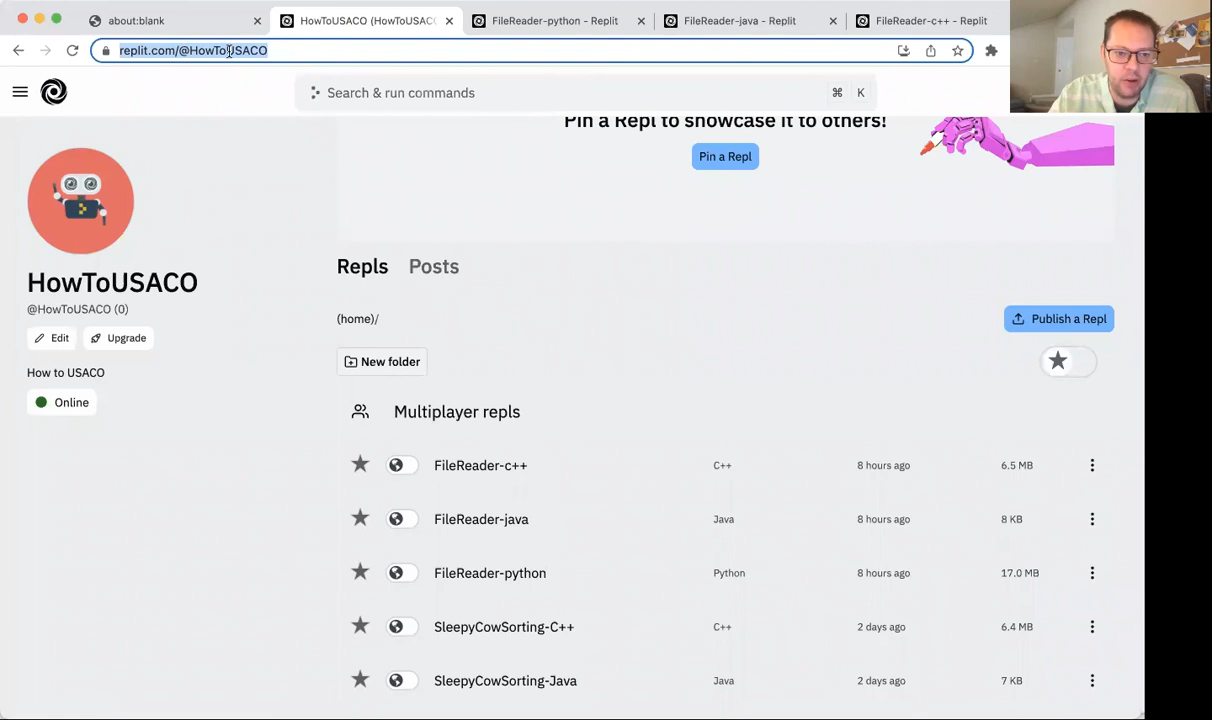 about:blank
HowToUSACO (HowToUSAC
FileReader-python - Replit
FileReader-java - Replit
FileReader-c++ - Replit
replit.com/@HowToUSACO
Search & run commands
⌘ K
Pin a Repl to showcase it to others!
Pin a Repl
HowToUSACO
@HowToUSACO (0)
Edit
Upgrade
How to USACO
Online
Repls Posts
(home)/
Publish a Repl
New folder
Multiplayer repls
FileReader-c++ C++ 8 hours ago 6.5 MB
FileReader-java Java 8 hours ago 8 KB
FileReader-python Python 8 hours ago 17.0 MB
SleepyCowSorting-C++ C++ 2 days ago 6.4 MB
SleepyCowSorting-Java Java 2 days ago 7 KB